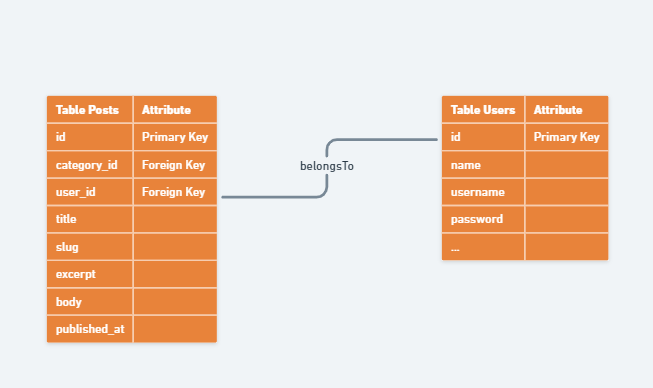 Table Posts Attribute
id Primary Key
category_id Foreign Key
user_id Foreign Key
title
slug
excerpt
body
published_at
belongsTo
Table Users Attribute
id Primary Key
name
username
password
...